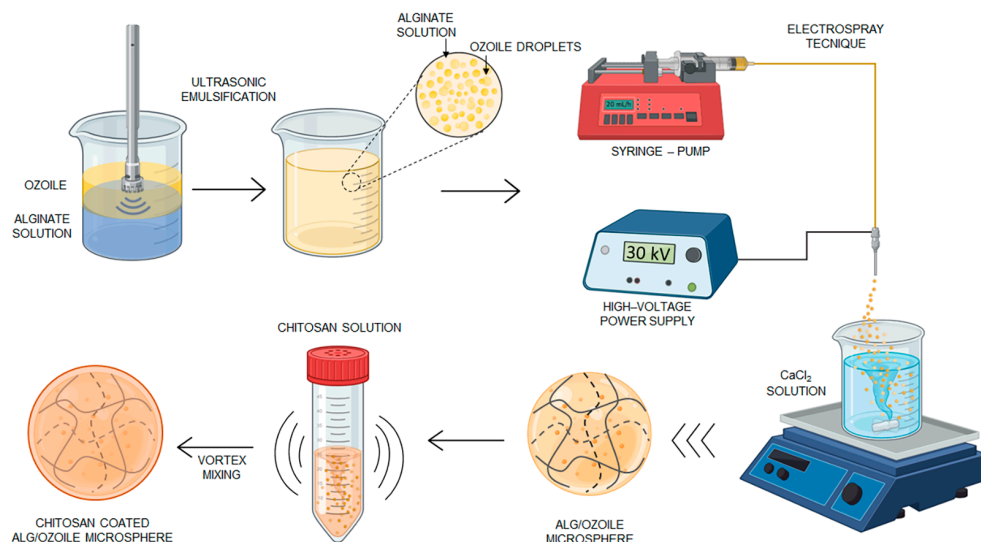 ALGINATE
SOLUTION
OZOILE DROPLETS
ELECTROSPRAY
TECNIQUE
ULTRASONIC
EMULSIFICATION
20 mL/h
SYRINGE – PUMP
OZOILE
ALGINATE
SOLUTION
30 kV
HIGH–VOLTAGE
POWER SUPPLY
CHITOSAN SOLUTION
CaCl₂
SOLUTION
VORTEX
MIXING
CHITOSAN COATED
ALG/OZOILE MICROSPHERE
ALG/OZOILE
MICROSPHERE